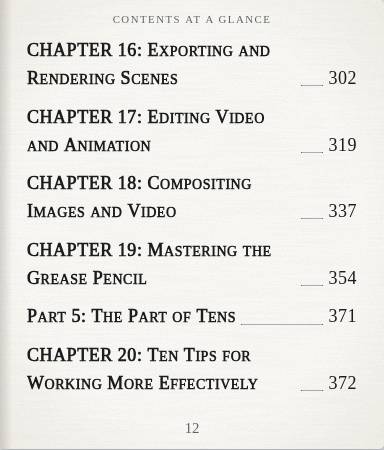 CONTENTS AT A GLANCE
CHAPTER 16: EXPORTING AND
RENDERING SCENES 302
CHAPTER 17: EDITING VIDEO
AND ANIMATION 319
CHAPTER 18: COMPOSITING
IMAGES AND VIDEO 337
CHAPTER 19: MASTERING THE
GREASE PENCIL 354
PART 5: THE PART OF TENS 371
CHAPTER 20: TEN TIPS FOR
WORKING MORE EFFECTIVELY 372
12